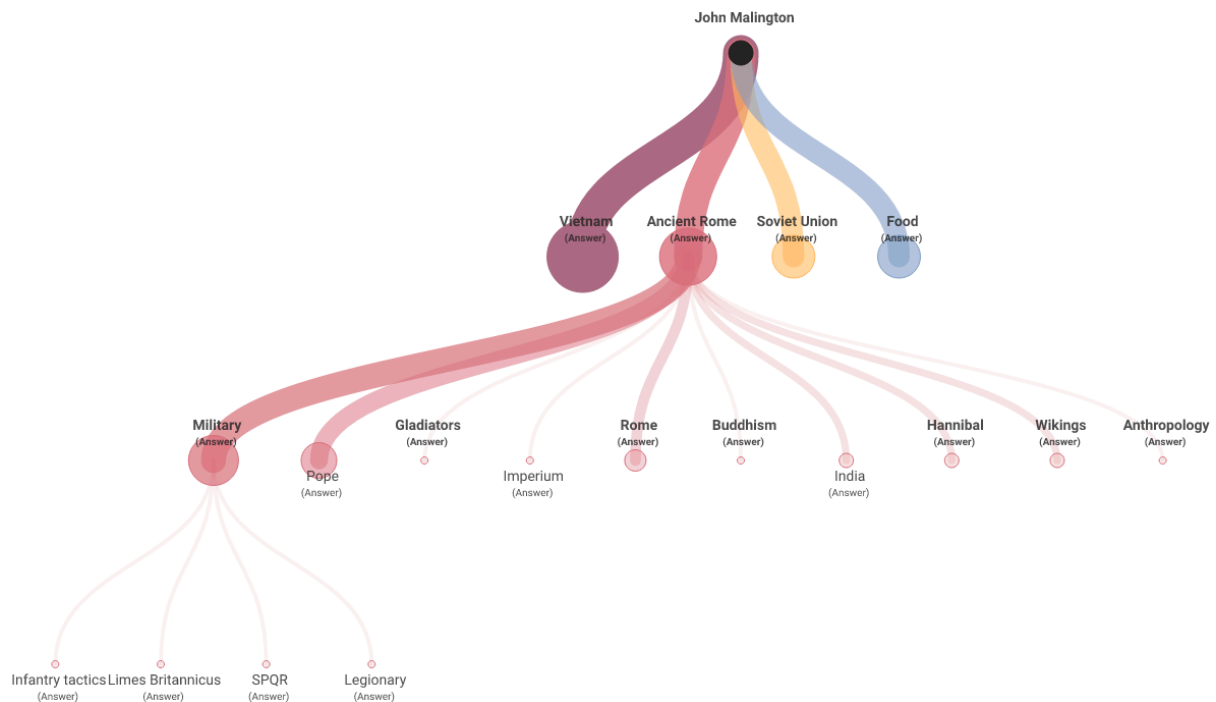 John Malington
Vietnam
(Answer)
Ancient Rome
(Answer)
Soviet Union
(Answer)
Food
(Answer)
Military
(Answer)
Pope
(Answer)
Gladiators
(Answer)
Imperium
(Answer)
Rome
(Answer)
Buddhism
(Answer)
India
(Answer)
Hannibal
(Answer)
Wikings
(Answer)
Anthropology
(Answer)
Infantry tactics
(Answer)
Limes Britannicus
(Answer)
SPQR
(Answer)
Legionary
(Answer)